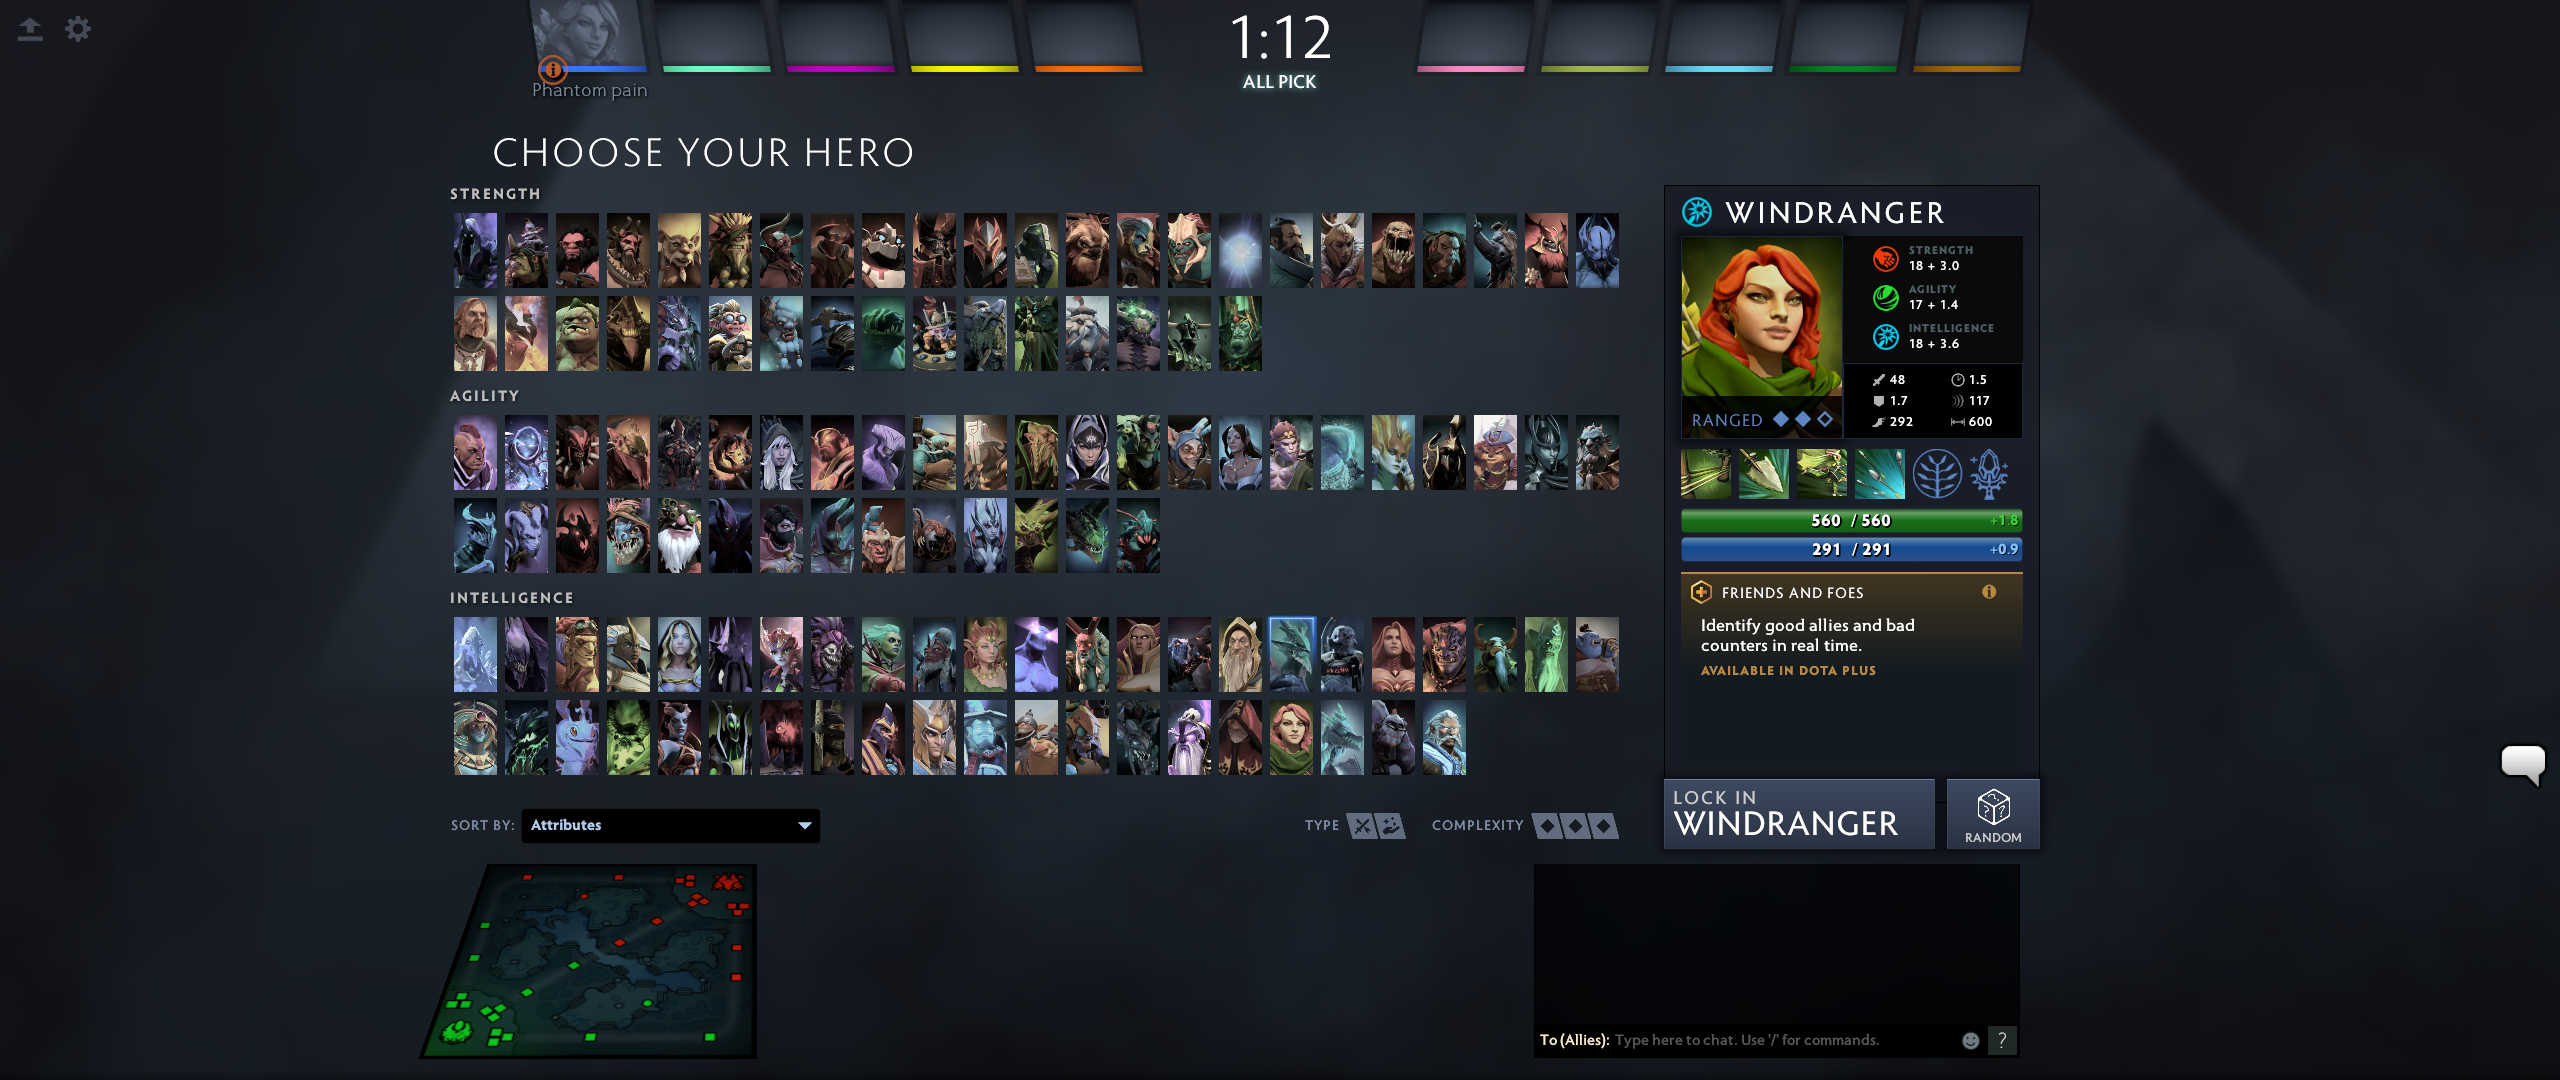 1:12
ALL PICK
Phantom pain
CHOOSE YOUR HERO
STRENGTH
AGILITY
INTELLIGENCE
WINDRANGER
STRENGTH
18 + 3.0
AGILITY
17 + 1.4
INTELLIGENCE
18 + 3.6
RANGED
48
1.5
1.7
117
292
600
560 / 560
+1.8
291 / 291
+0.9
FRIENDS AND FOES
Identify good allies and bad
counters in real time.
AVAILABLE IN DOTA PLUS
LOCK IN
WINDRANGER
RANDOM
SORT BY:
Attributes
TYPE
COMPLEXITY
To (Allies): Type here to chat. Use '/' for commands.
?